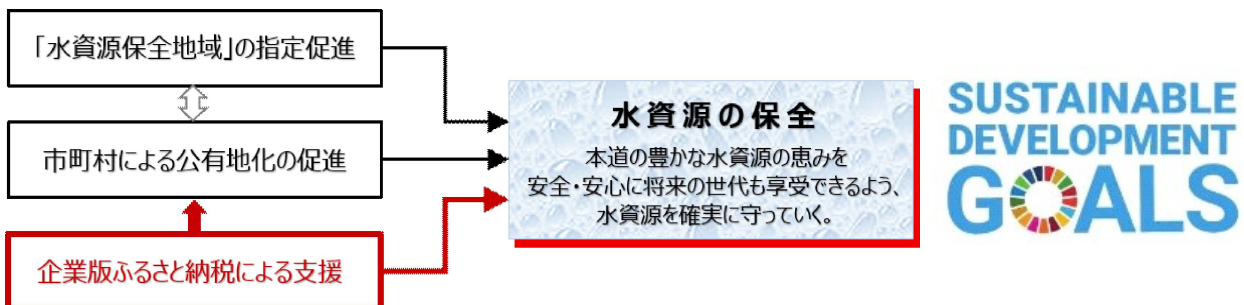 「水資源保全地域」の指定促進
市町村による公有地化の促進
企業版ふるさと納税による支援
水資源の保全
本道の豊かな水資源の恵みを
安全・安心に将来の世代も享受できるよう、
水資源を確実に守っていく。
SUSTAINABLE
DEVELOPMENT
GOALS